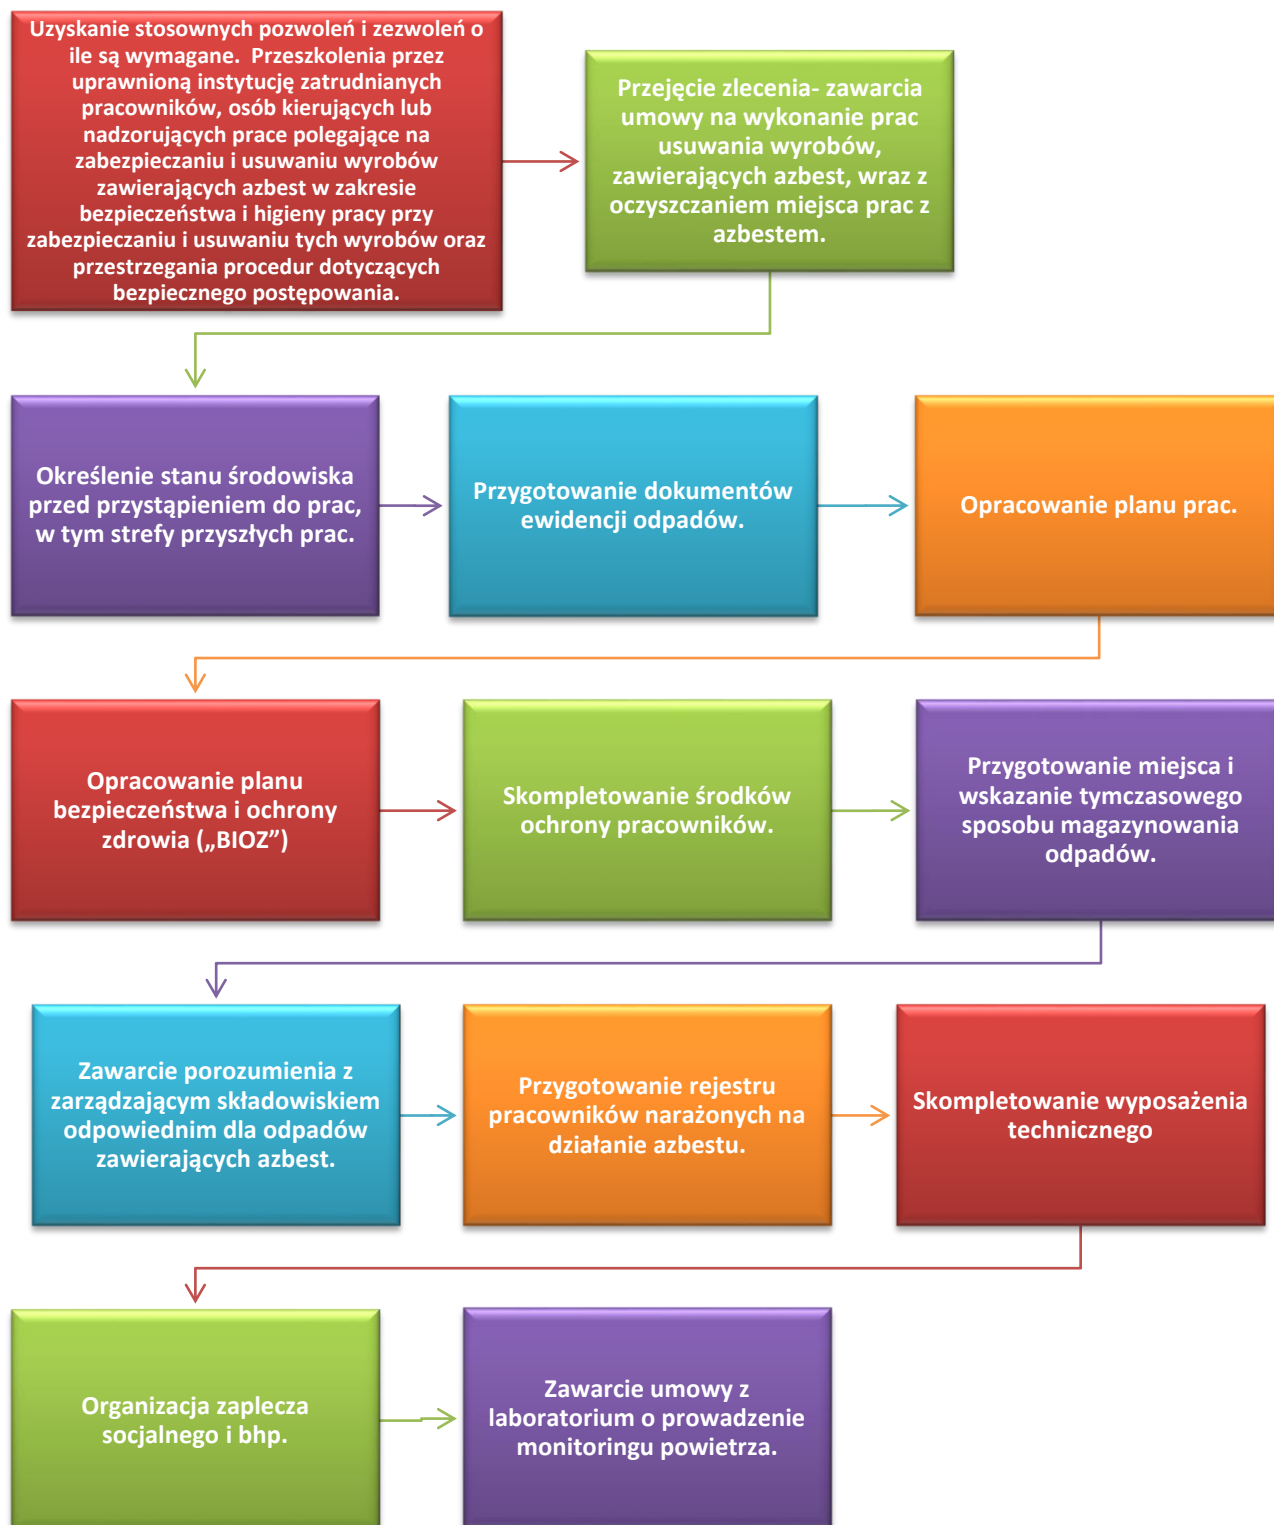 Uzyskanie stosownych pozwoleń i zezwoleń o
ile są wymagane. Przeszkolenia przez
uprawnioną instytucję zatrudnianych
pracowników, osób kierujących lub
nadzorujących prace polegające na
zabezpieczaniu i usuwaniu wyrobów
zawierających azbest w zakresie
bezpieczeństwa i higieny pracy przy
zabezpieczaniu i usuwaniu tych wyrobów oraz
przestrzegania procedur dotyczących
bezpiecznego postępowania.
Przejęcie zlecenia- zawarcia
umowy na wykonanie prac
usuwania wyrobów,
zawierających azbest, wraz z
oczyszczaniem miejsca prac z
azbestem.
Określenie stanu środowiska
przed przystąpieniem do prac,
w tym strefy przyszłych prac.
Przygotowanie dokumentów
ewidencji odpadów.
Opracowanie planu prac.
Opracowanie planu
bezpieczeństwa i ochrony
zdrowia („BIOZ”)
Skompletowanie środków
ochrony pracowników.
Przygotowanie miejsca i
wskazanie tymczasowego
sposobu magazynowania
odpadów.
Zawarcie porozumienia z
zarządzającym składowiskiem
odpowiednim dla odpadów
zawierających azbest.
Przygotowanie rejestru
pracowników narażonych na
działanie azbestu.
Skompletowanie wyposażenia
technicznego
Organizacja zaplecza
socjalnego i bhp.
Zawarcie umowy z
laboratorium o prowadzenie
monitoringu powietrza.